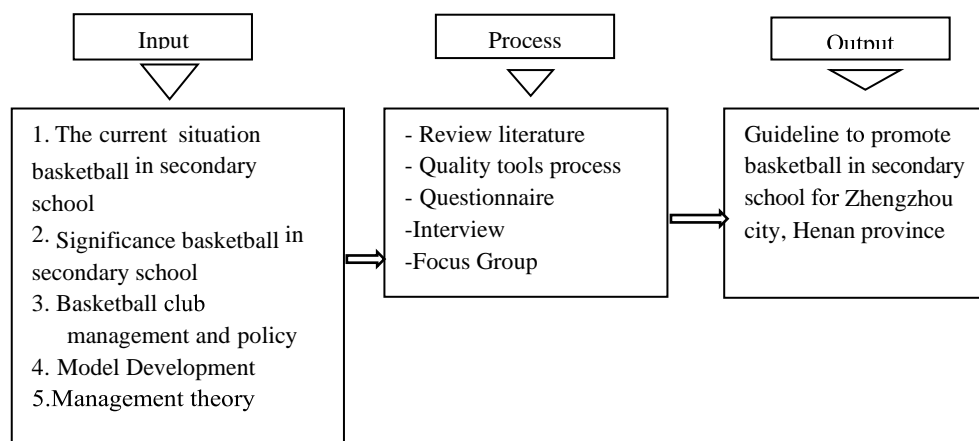 Input
Process
Output
1. The current situation
basketball in secondary
school
2. Significance basketball in
secondary school
3. Basketball club
management and policy
4. Model Development
5.Management theory
- Review literature
- Quality tools process
- Questionnaire
-Interview
-Focus Group
Guideline to promote
basketball in secondary
school for Zhengzhou
city, Henan province